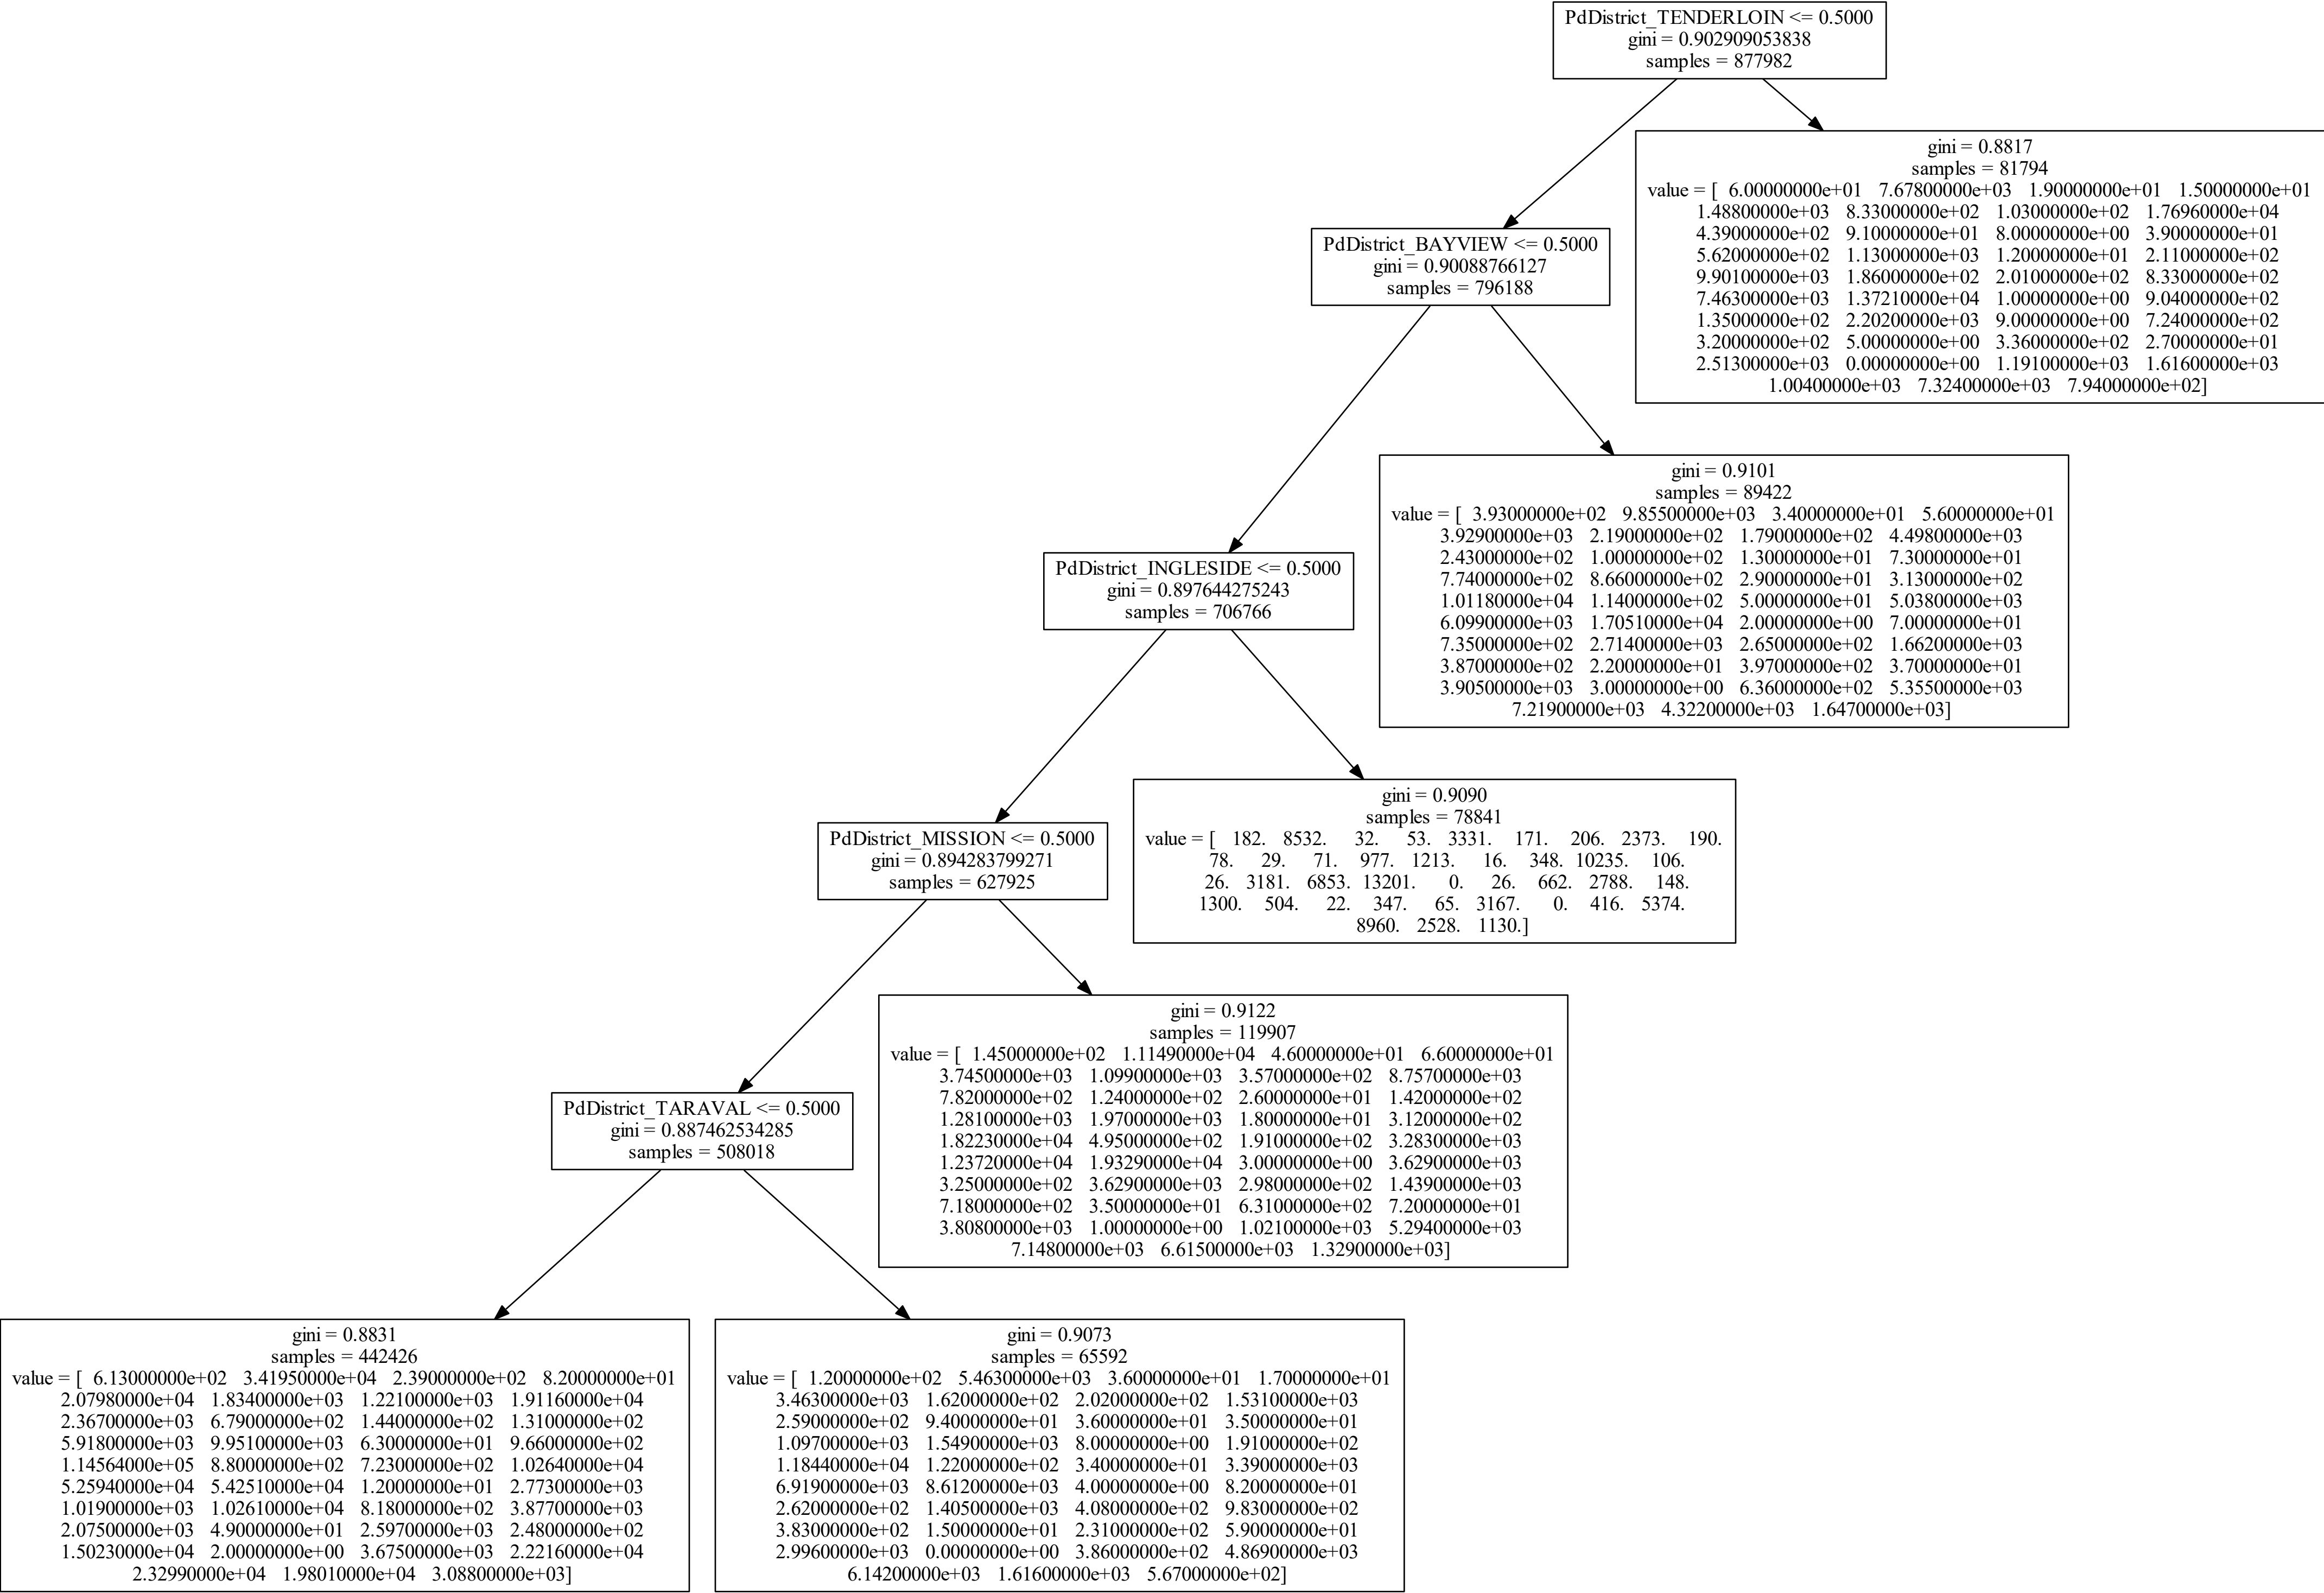 PdDistrict_TENDERLOIN <= 0.5000
gini = 0.902909053838
samples = 877982
gini = 0.8817
samples = 81794
value = [ 6.00000000e+01 7.67800000e+03 1.90000000e+01 1.50000000e+01
1.48800000e+03 8.33000000e+02 1.03000000e+02 1.76960000e+04
4.39000000e+02 9.10000000e+01 8.00000000e+00 3.90000000e+01
5.62000000e+02 1.13000000e+03 1.20000000e+01 2.11000000e+02
9.90100000e+03 1.86000000e+02 2.01000000e+02 8.33000000e+02
7.46300000e+03 1.37210000e+04 1.00000000e+00 9.04000000e+02
1.35000000e+02 2.20200000e+03 9.00000000e+00 7.24000000e+02
3.20000000e+02 5.00000000e+00 3.36000000e+02 2.70000000e+01
2.51300000e+03 0.00000000e+00 1.19100000e+03 1.61600000e+03
1.00400000e+03 7.32400000e+03 7.94000000e+02]
PdDistrict_BAYVIEW <= 0.5000
gini = 0.90088766127
samples = 796188
gini = 0.9101
samples = 89422
value = [ 3.93000000e+02 9.85500000e+03 3.40000000e+01 5.60000000e+01
3.92900000e+03 2.19000000e+02 1.79000000e+02 4.49800000e+03
2.43000000e+02 1.00000000e+02 1.30000000e+01 7.30000000e+01
7.74000000e+02 8.66000000e+02 2.90000000e+01 3.13000000e+02
1.01180000e+04 1.14000000e+02 5.00000000e+01 5.03800000e+03
6.09900000e+03 1.70510000e+04 2.00000000e+00 7.00000000e+01
7.35000000e+02 2.71400000e+03 2.65000000e+02 1.66200000e+03
3.87000000e+02 2.20000000e+01 3.97000000e+02 3.70000000e+01
3.90500000e+03 3.00000000e+00 6.36000000e+02 5.35500000e+03
7.21900000e+03 4.32200000e+03 1.64700000e+03]
PdDistrict_INGLESIDE <= 0.5000
gini = 0.897644275243
samples = 706766
gini = 0.9090
samples = 78841
value = [ 182. 8532. 32. 53. 3331. 171. 206. 2373. 190.
78. 29. 71. 977. 1213. 16. 348. 10235. 106.
26. 3181. 6853. 13201. 0. 26. 662. 2788. 148.
1300. 504. 22. 347. 65. 3167. 0. 416. 5374.
8960. 2528. 1130.]
PdDistrict_MISSION <= 0.5000
gini = 0.894283799271
samples = 627925
gini = 0.9122
samples = 119907
value = [ 1.45000000e+02 1.11490000e+04 4.60000000e+01 6.60000000e+01
3.74500000e+03 1.09900000e+03 3.57000000e+02 8.75700000e+03
7.82000000e+02 1.24000000e+02 2.60000000e+01 1.42000000e+02
1.28100000e+03 1.97000000e+03 1.80000000e+01 3.12000000e+02
1.82230000e+04 4.95000000e+02 1.91000000e+02 3.28300000e+03
1.23720000e+04 1.93290000e+04 3.00000000e+00 3.62900000e+03
3.25000000e+02 3.62900000e+03 2.98000000e+02 1.43900000e+03
7.18000000e+02 3.50000000e+01 6.31000000e+02 7.20000000e+01
3.80800000e+03 1.00000000e+00 1.02100000e+03 5.29400000e+03
7.14800000e+03 6.61500000e+03 1.32900000e+03]
PdDistrict_TARAVAL <= 0.5000
gini = 0.887462534285
samples = 508018
gini = 0.8831
samples = 442426
value = [ 6.13000000e+02 3.41950000e+04 2.39000000e+02 8.20000000e+01
2.07980000e+04 1.83400000e+03 1.22100000e+03 1.91160000e+04
2.36700000e+03 6.79000000e+02 1.44000000e+02 1.31000000e+02
5.91800000e+03 9.95100000e+03 6.30000000e+01 9.66000000e+02
1.14564000e+05 8.80000000e+02 7.23000000e+02 1.02640000e+04
5.25940000e+04 5.42510000e+04 1.20000000e+01 2.77300000e+03
1.01900000e+03 1.02610000e+04 8.18000000e+02 3.87700000e+03
2.07500000e+03 4.90000000e+01 2.59700000e+03 2.48000000e+02
1.50230000e+04 2.00000000e+00 3.67500000e+03 2.22160000e+04
2.32990000e+04 1.98010000e+04 3.08800000e+03]
gini = 0.9073
samples = 65592
value = [ 1.20000000e+02 5.46300000e+03 3.60000000e+01 1.70000000e+01
3.46300000e+03 1.62000000e+02 2.02000000e+02 1.53100000e+03
2.59000000e+02 9.40000000e+01 3.60000000e+01 3.50000000e+01
1.09700000e+03 1.54900000e+03 8.00000000e+00 1.91000000e+02
1.18440000e+04 1.22000000e+02 3.40000000e+01 3.39000000e+03
6.91900000e+03 8.61200000e+03 4.00000000e+00 8.20000000e+01
2.62000000e+02 1.40500000e+03 4.08000000e+02 9.83000000e+02
3.83000000e+02 1.50000000e+01 2.31000000e+02 5.90000000e+01
2.99600000e+03 0.00000000e+00 3.86000000e+02 4.86900000e+03
6.14200000e+03 1.61600000e+03 5.67000000e+02]